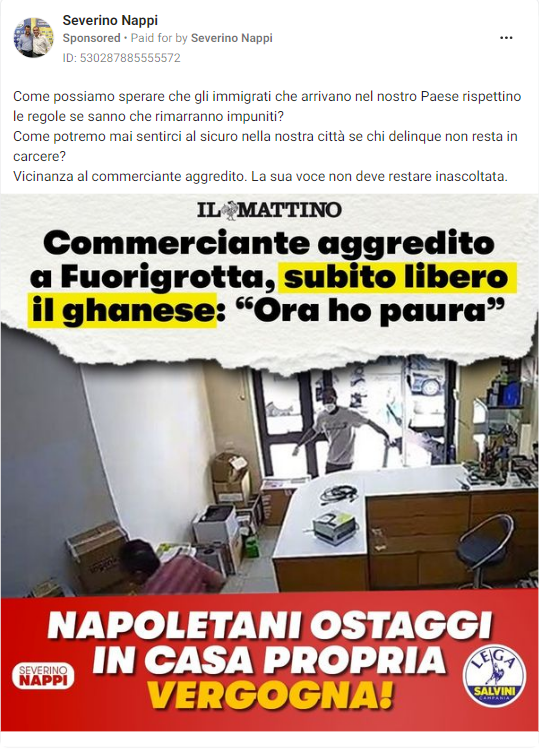 Severino Nappi
Sponsored • Paid for by Severino Nappi
ID: 530287885555572
Come possiamo sperare che gli immigrati che arrivano nel nostro Paese rispettino
le regole se sanno che rimarranno impuniti?
Come potremo mai sentirci al sicuro nella nostra città se chi delinque non resta in
carcere?
Vicinanza al commerciante aggredito. La sua voce non deve restare inascoltata.
IL MATTINO
Commerciante aggredito
a Fuorigrotta, subito libero
il ghanese: “Ora ho paura”
NAPOLETANI OSTAGGI
IN CASA PROPRIA
VERGOGNA!
SEVERINO
NAPPI
LEGA
SALVINI
CAMPANIA